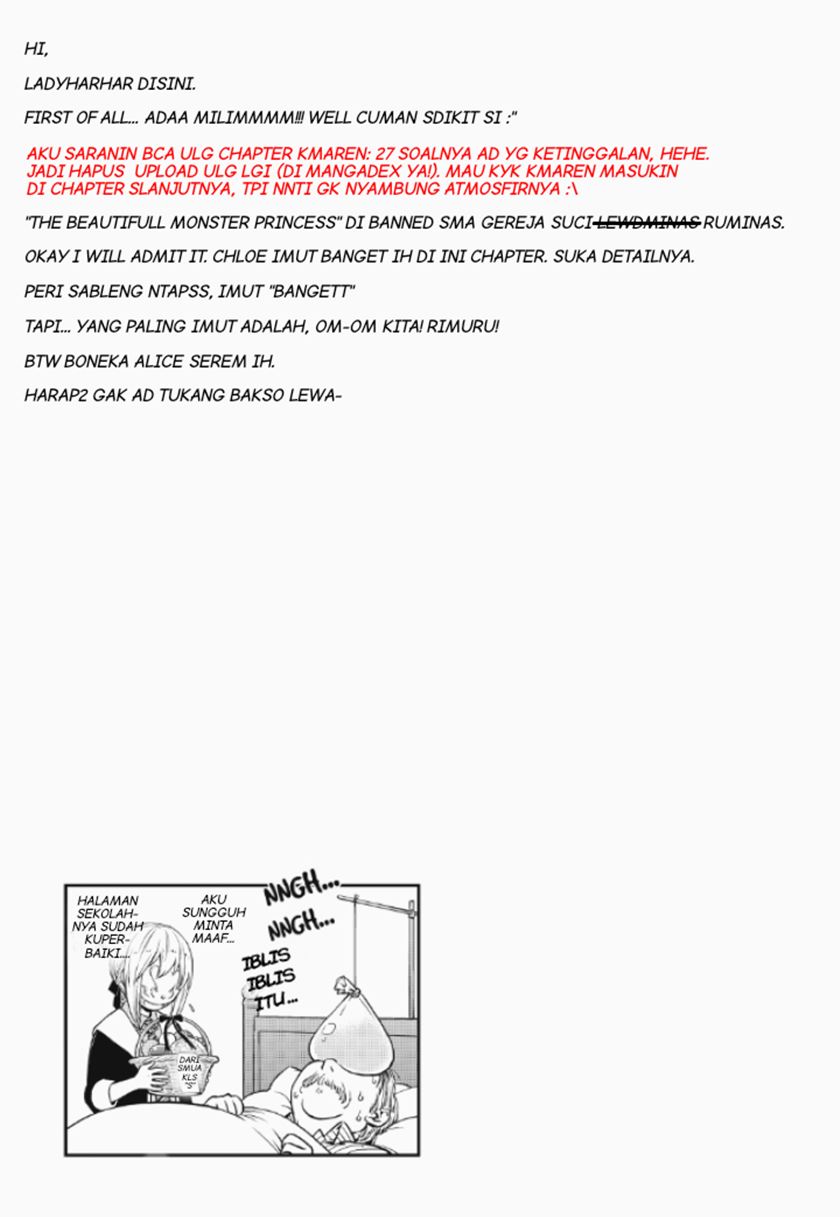 HI,
LADYHARHAR DISINI.
FIRST OF ALL... ADAA MILIMMMM!!! WELL CUMAN SDIKIT SI :"
AKU SARANIN BCA ULG CHAPTER KMAREN: 27 SOALNYA AD YG KETINGGALAN, HEHE.
JADI HAPUS UPLOAD ULG LGI (DI MANGADEX YA!). MAU KYK KMAREN MASUKIN
DI CHAPTER SLANJUTNYA, TPI NNTI GK NYAMBUNG ATMOSFIRNYA :\
"THE BEAUTIFULL MONSTER PRINCESS" DI BANNED SMA GEREJA SUCI LEWDMINAS RUMINAS.
OKAY I WILL ADMIT IT. CHLOE IMUT BANGET IH DI INI CHAPTER. SUKA DETAILNYA.
PERI SABLENG NTAPSS, IMUT "BANGETT"
TAPI... YANG PALING IMUT ADALAH, OM-OM KITA! RIMURU!
BTW BONEKA ALICE SEREM IH.
HARAP2 GAK AD TUKANG BAKSO LEWA-
NNGH...
NNGH...
IBLIS
IBLIS
ITU...
AKU
SUNGGUH
MINTA
MAAF...
HALAMAN
SEKOLAH-
NYA SUDAH
KUPER-
BAIKI....
DARI
SMUA
KLS
"S"